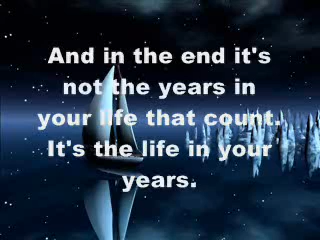 And in the end it's
not the years in
your life that count.
It's the life in your
years.